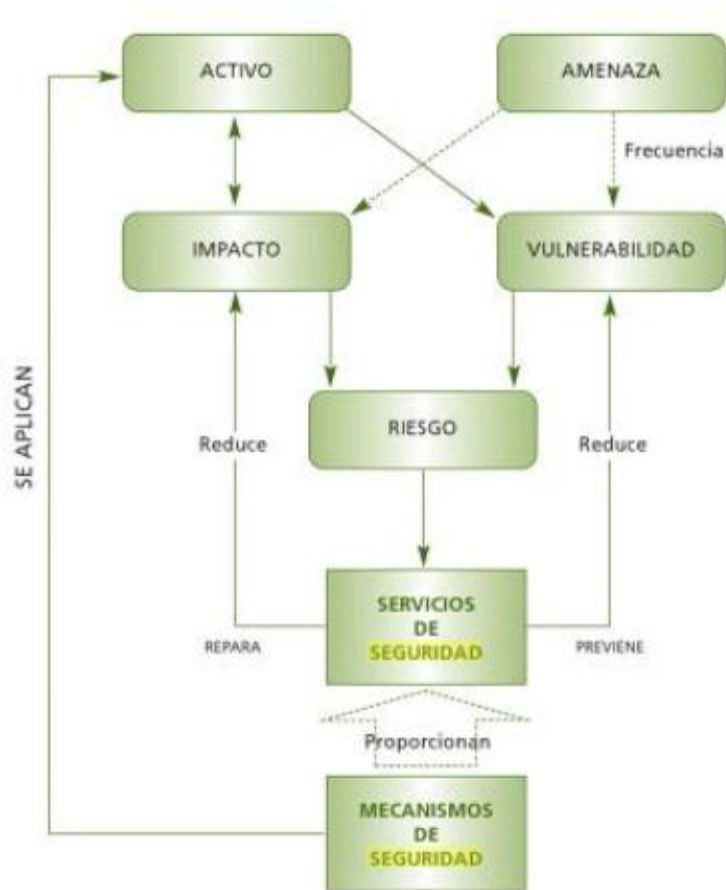 ACTIVO
AMENAZA
Frecuencia
IMPACTO
VULNERABILIDAD
SE APLICAN
Reduce
RIESGO
Reduce
SERVICIOS
DE
SEGURIDAD
REPARA
PREVIENE
Proporcionan
MECANISMOS
DE
SEGURIDAD